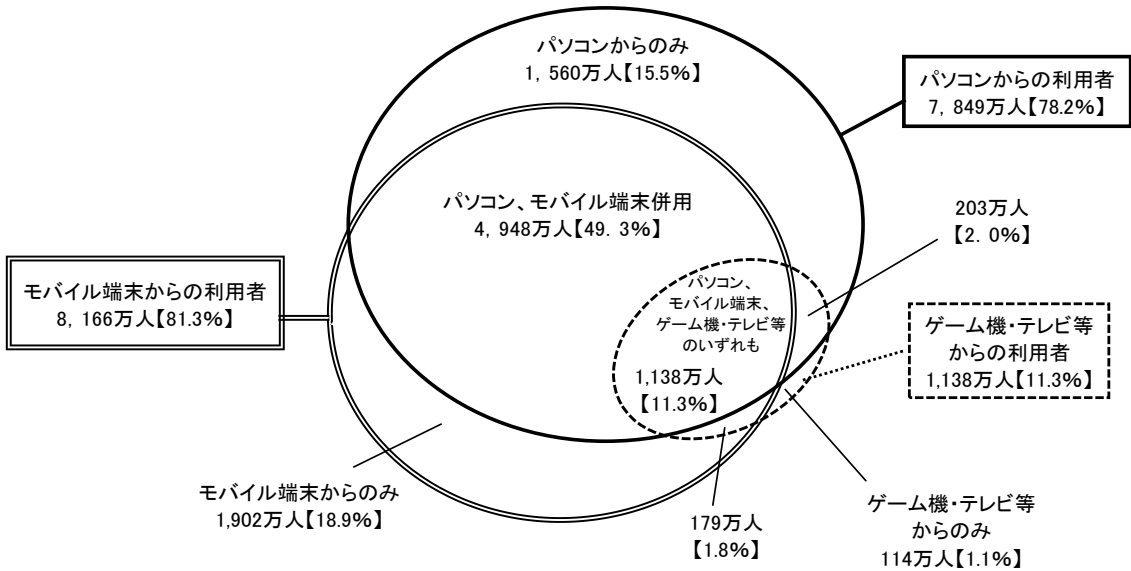 パソコンからのみ
1, 560万人【15.5%】
パソコンからの利用者
7, 849万人【78.2%】
パソコン、モバイル端末併用
4, 948万人【49. 3%】
203万人
【2. 0%】
モバイル端末からの利用者
8, 166万人【81.3%】
パソコン、
モバイル端末、
ゲーム機・テレビ等
のいずれも
1,138万人
【11.3%】
ゲーム機・テレビ等
からの利用者
1,138万人【11.3%】
モバイル端末からのみ
1,902万人【18.9%】
179万人
【1.8%】
ゲーム機・テレビ等
からのみ
114万人【1.1%】